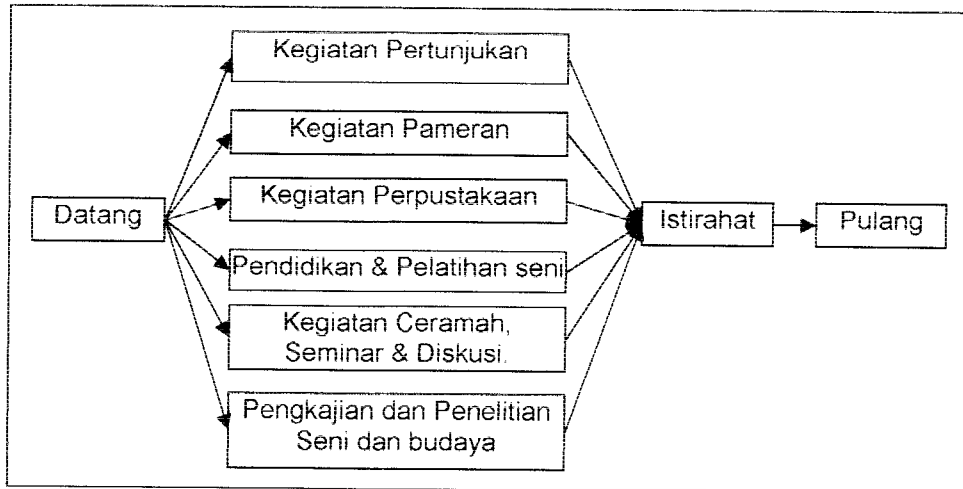 Kegiatan Pertunjukan
Kegiatan Pameran
Kegiatan Perpustakaan
Datang
Istirahat
Pulang
Pendidikan & Pelatihan seni
Kegiatan Ceramah,
Seminar & Diskusi.
Pengkajian dan Penelitian
Seni dan budaya